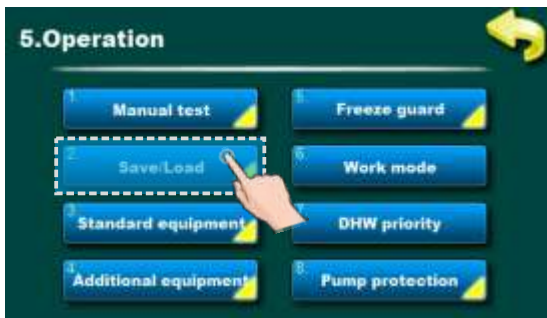 5.Operation
1. Manual test
2. Save/Load
3. Standard equipment
4. Additional equipment
5. Freeze guard
6. Work mode
7. DHW priority
8. Pump protection